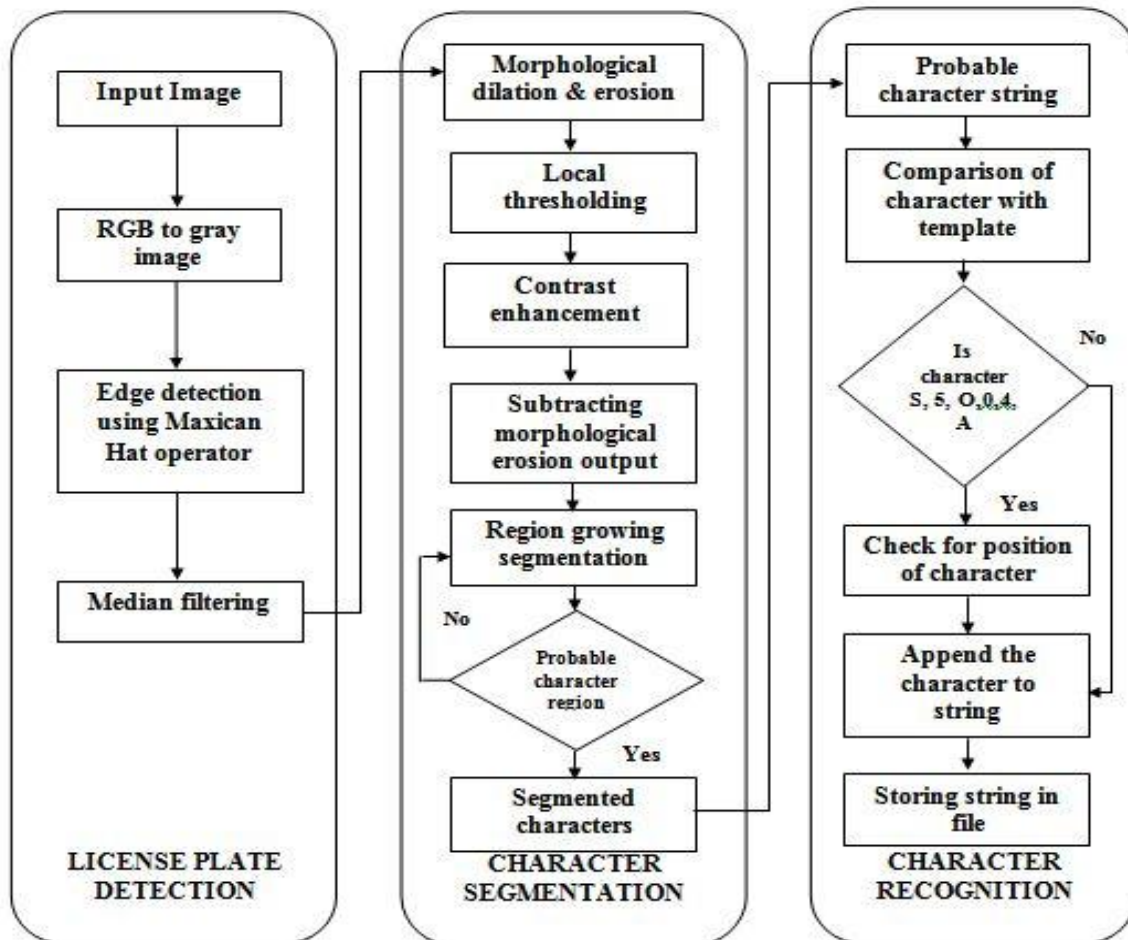 Input Image
RGB to gray
image
Edge detection
using Maxican
Hat operator
Median filtering
LICENSE PLATE
DETECTION
Morphological
dilation & erosion
Local
thresholding
Contrast
enhancement
Subtracting
morphological
erosion output
Region growing
segmentation
No
Probable
character
region
Yes
Segmented
characters
CHARACTER
SEGMENTATION
Probable
character string
Comparison of
character with
template
Is
character
S, 5, O,0,4,
A
No
Yes
Check for position
of character
Append the
character to
string
Storing string in
file
CHARACTER
RECOGNITION